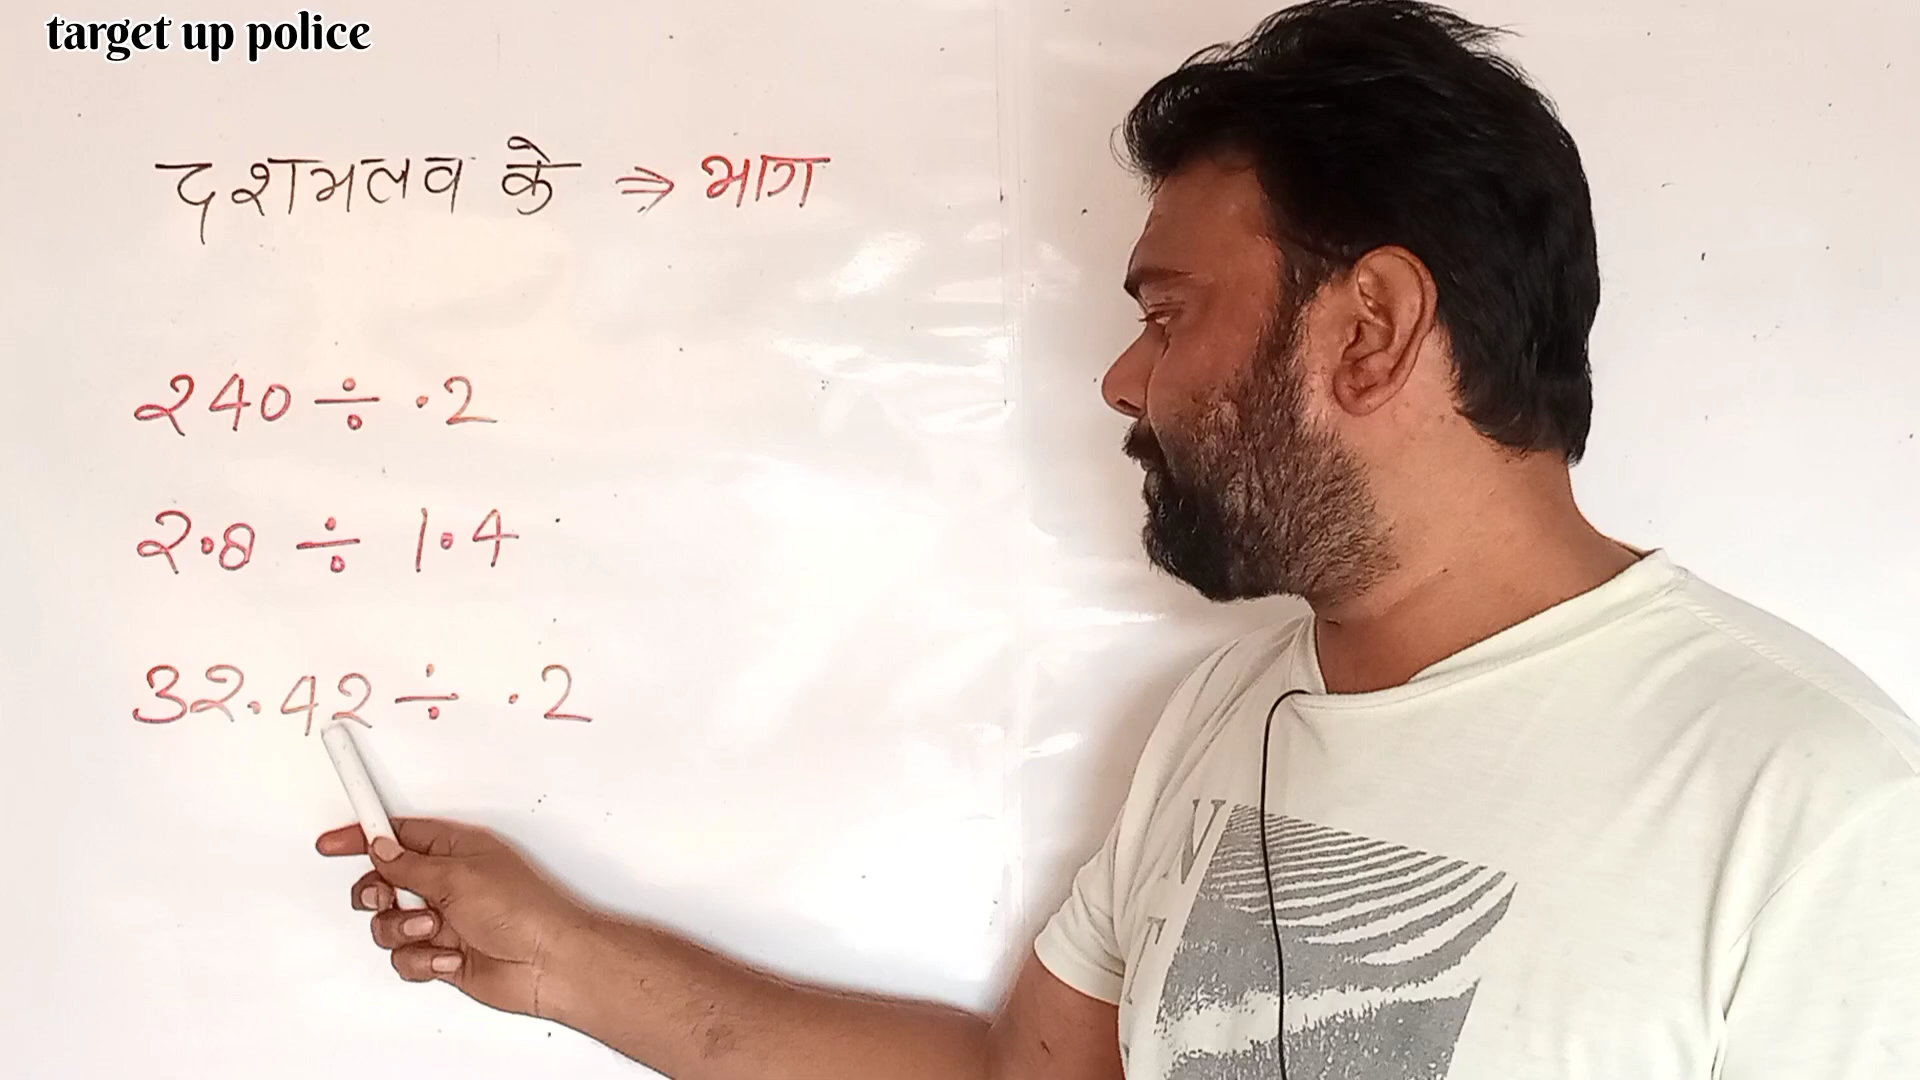 target up police
दशमलव के ⇒ भाग
240 ÷ .2
2.8 ÷ 1.4
32.42 ÷ .2